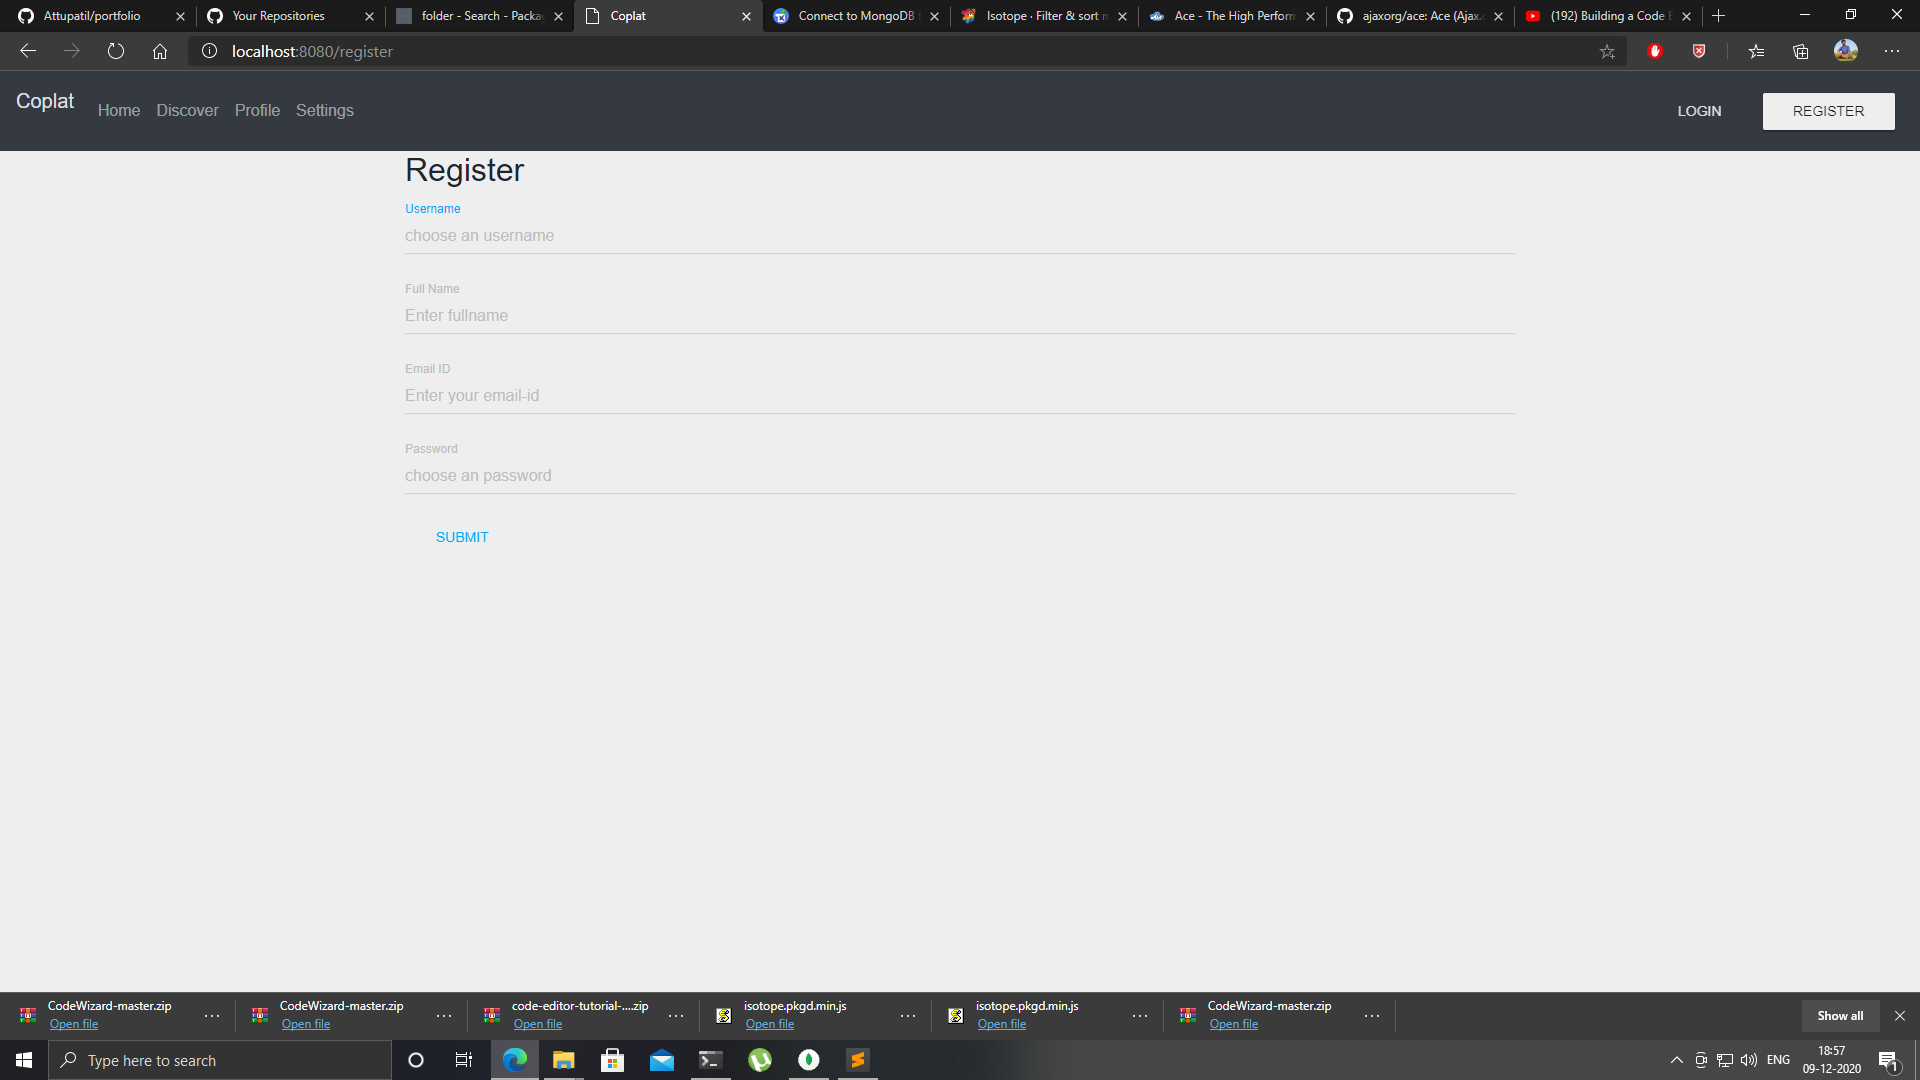 Attupatil/portfolio
Your Repositories
folder - Search - Packa
Coplat
Connect to MongoDB
Isotope · Filter & sort m
Ace - The High Perform
ajaxorg/ace: Ace (Ajax.
(192) Building a Code E
localhost:8080/register
Coplat
Home
Discover
Profile
Settings
LOGIN
REGISTER
Register
Username
choose an username
Full Name
Enter fullname
Email ID
Enter your email-id
Password
choose an password
SUBMIT
CodeWizard-master.zip
Open file
CodeWizard-master.zip
Open file
code-editor-tutorial-....zip
Open file
isotope.pkgd.min.js
Open file
isotope.pkgd.min.js
Open file
CodeWizard-master.zip
Open file
Show all
Type here to search
ENG
18:57
09-12-2020
1